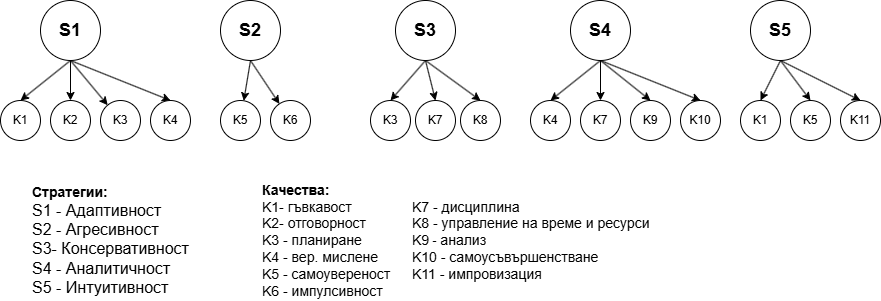 S1 S2 S3 S4 S5
K1 K2 K3 K4 K5 K6 K3 K7 K8 K4 K7 K9 K10 K1 K5 K11
Стратегии:
S1 - Адаптивност
S2 - Агресивност
S3- Консервативност
S4 - Аналитичност
S5 - Интуитивност
Качества:
K1- гъвкавост
K2- отговорност
K3 - планиране
K4 - вер. мислене
K5 - самоувереност
K6 - импулсивност
K7 - дисциплина
K8 - управление на време и ресурси
K9 - анализ
K10 - самоусъвършенстване
K11 - импровизация